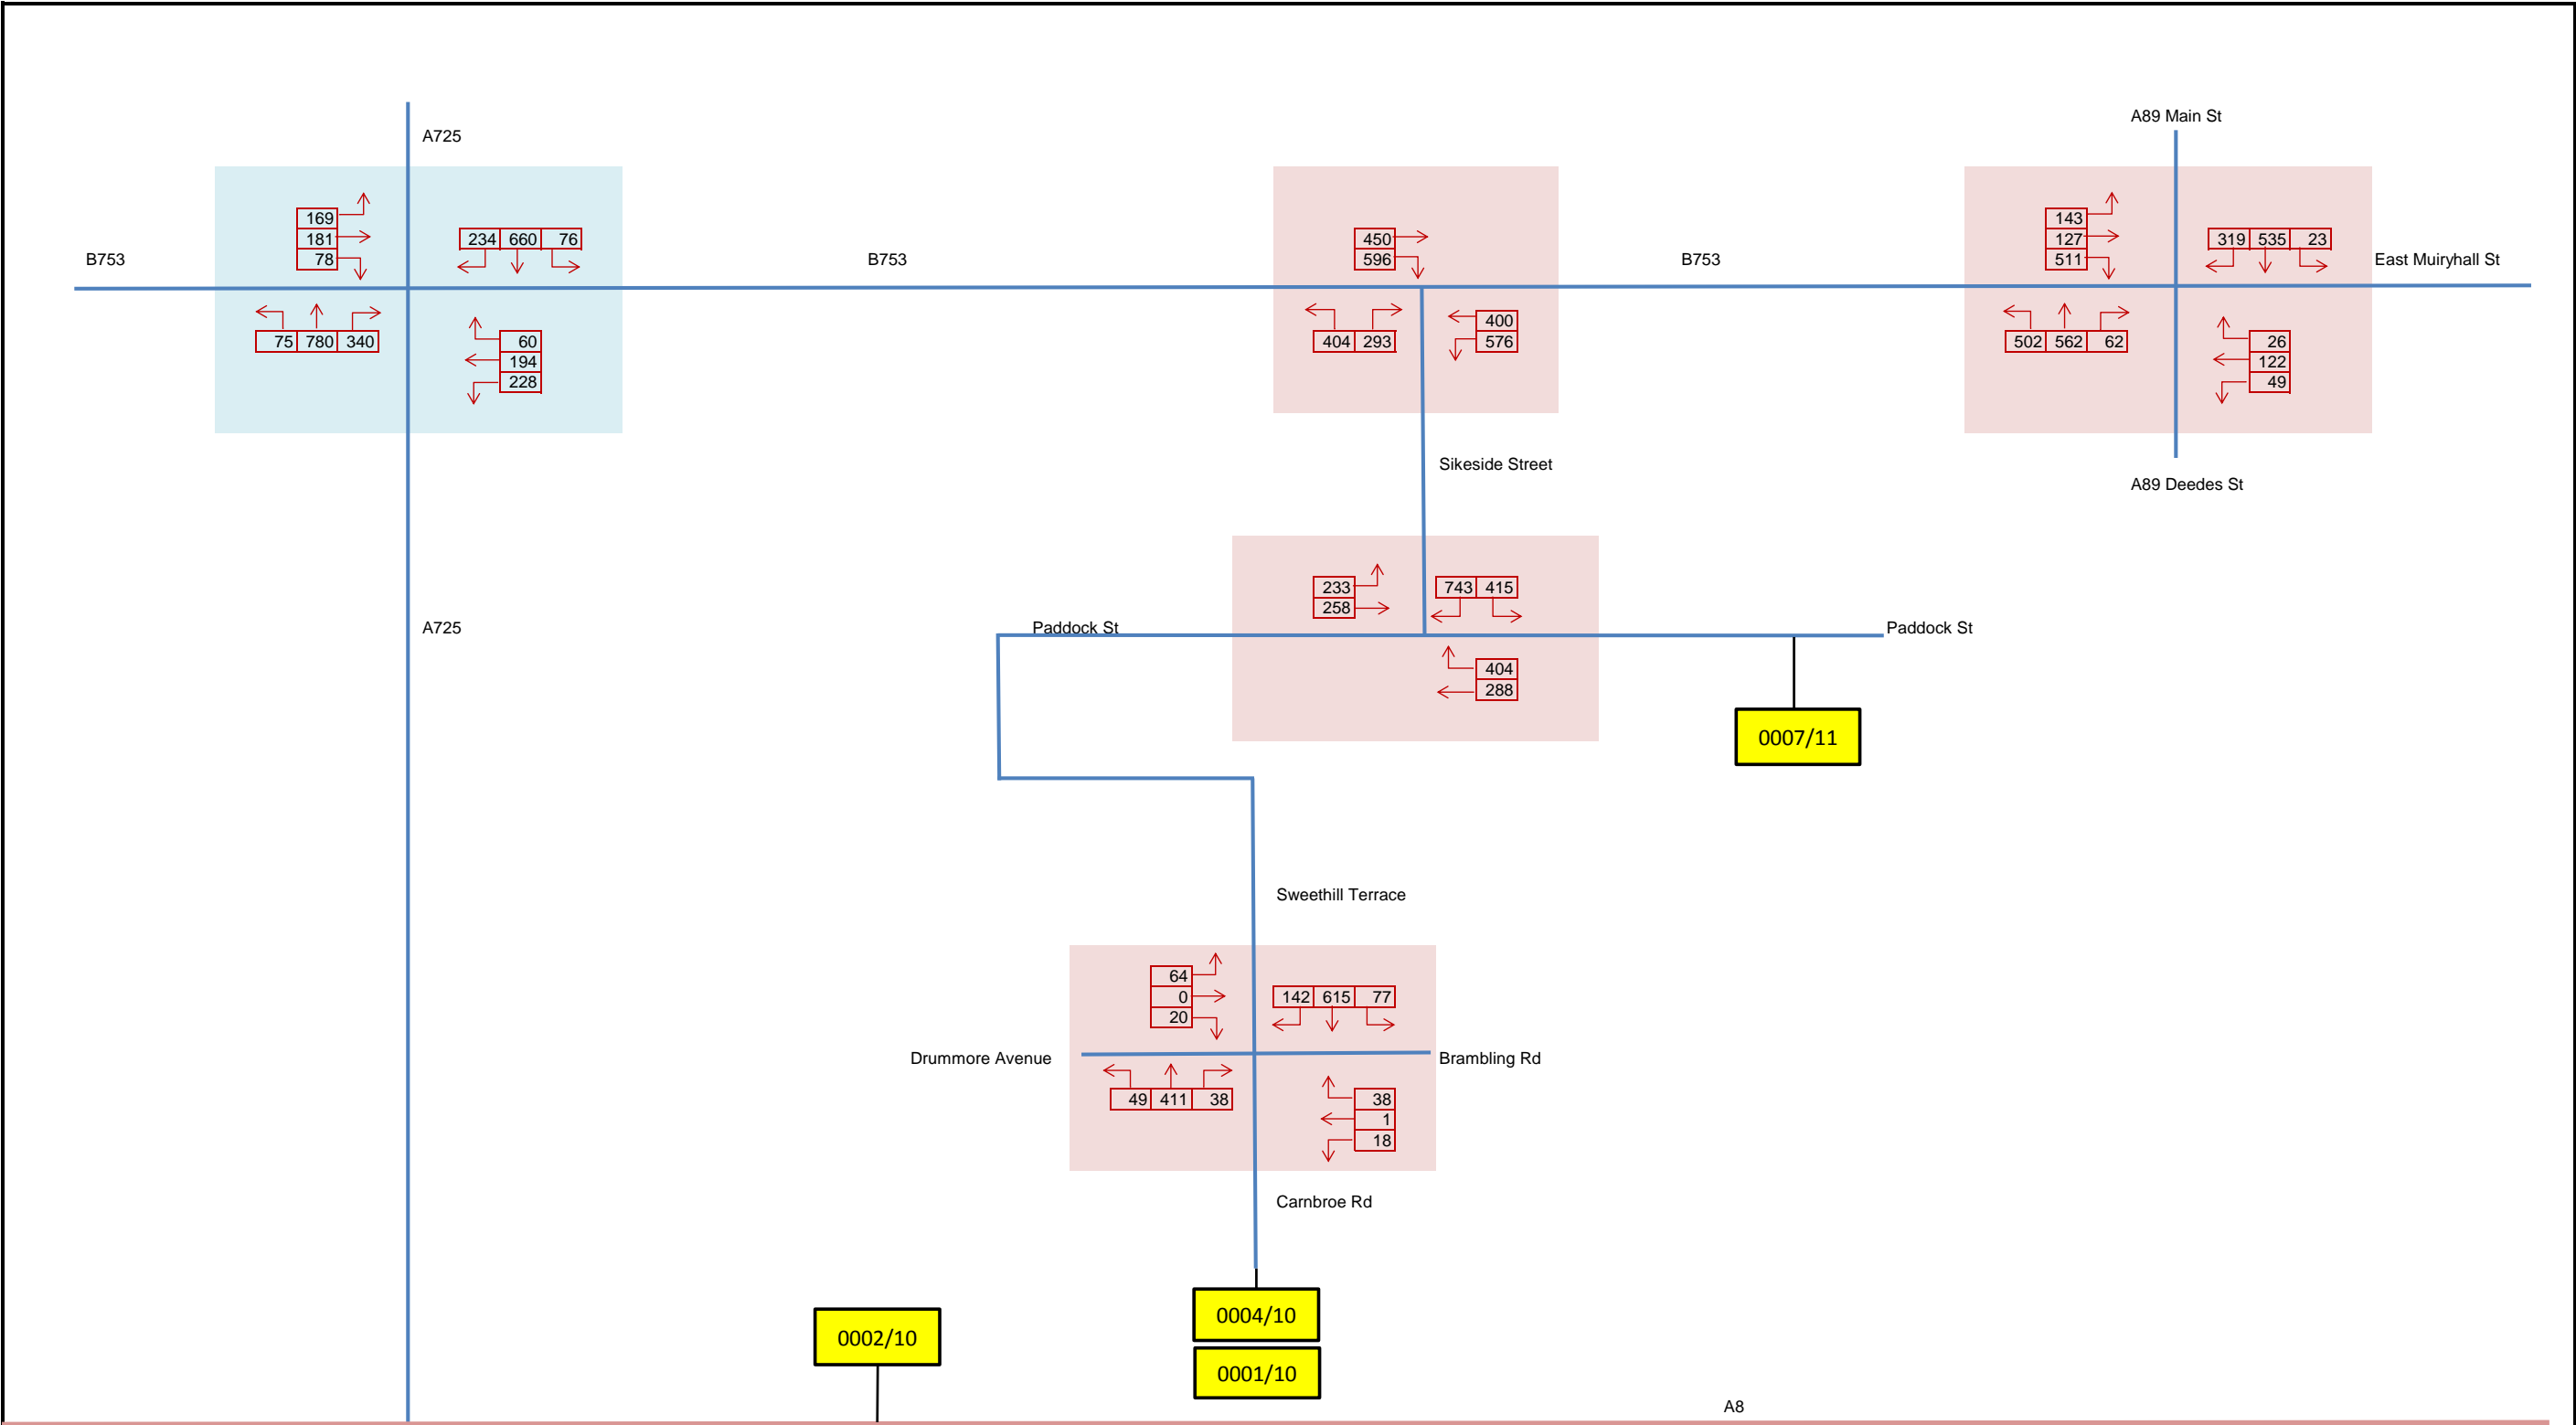 A89 Main St
A725
169
181
78
234 660 76
450
596
143
127
511
319 535 23
B753
B753
B753
East Muiryhall St
75 780 340
60
194
228
404 293
400
576
502 562 62
26
122
49
Sikeside Street
A89 Deedes St
233
258
743 415
A725
Paddock St
Paddock St
404
288
0007/11
Sweethill Terrace
64
0
20
142 615 77
Drummore Avenue
Brambling Rd
49 411 38
38
1
18
Carnbroe Rd
0004/10
0002/10
0001/10
A8